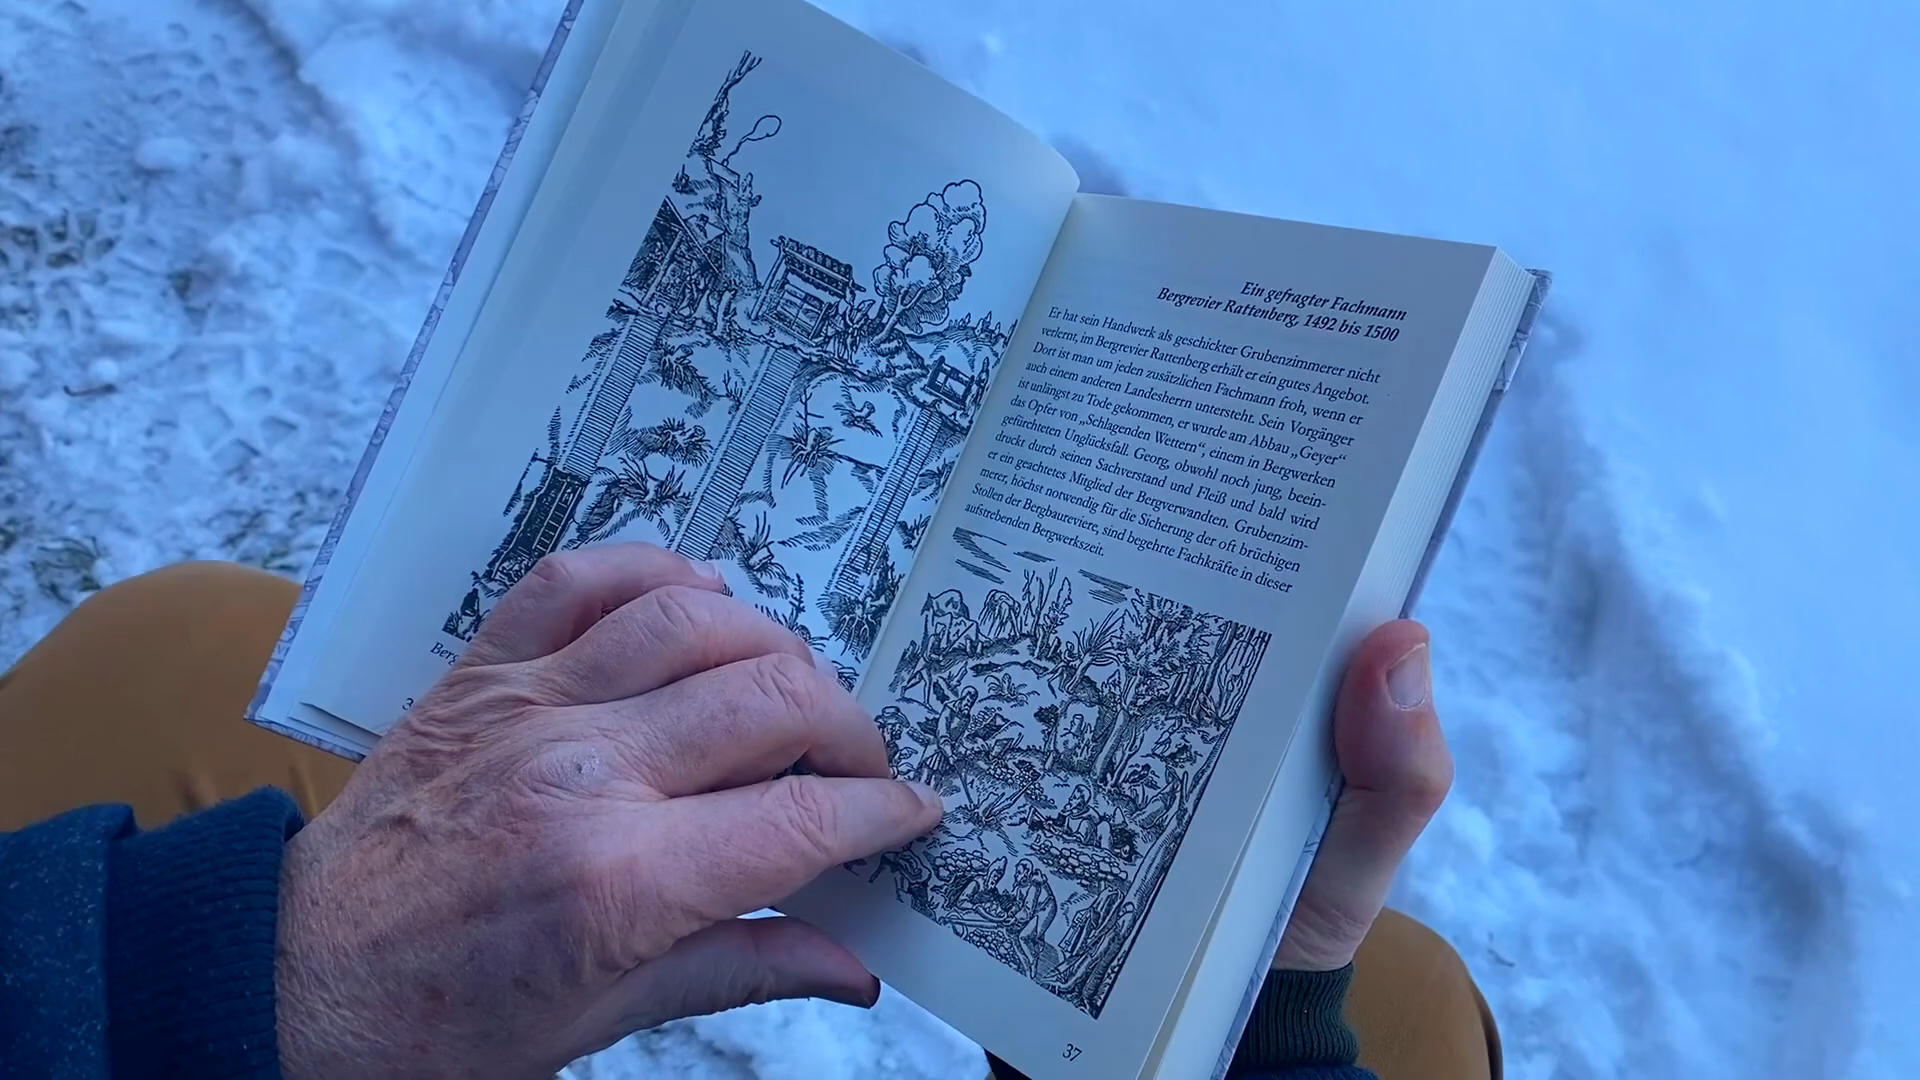 Berg
3
Ein gefragter Fachmann
Bergrevier Rattenberg, 1492 bis 1500
Er hat sein Handwerk als geschickter Grubenzimmerer nicht
verlernt, im Bergrevier Rattenberg erhält er ein gutes Angebot.
Dort ist man um jeden zusätzlichen Fachmann froh, wenn er
auch einem anderen Landesherrn untersteht. Sein Vorgänger
ist unlängst zu Tode gekommen, er wurde am Abbau „Geyer“
das Opfer von „Schlagenden Wettern“, einem in Bergwerken
gefürchteten Unglücksfall. Georg, obwohl noch jung, beein-
druckt durch seinen Sachverstand und Fleiß und bald wird
er ein geachtetes Mitglied der Bergverwandten. Grubenzim-
merer, höchst notwendig für die Sicherung der oft brüchigen
Stollen der Bergbaureviere, sind begehrte Fachkräfte in dieser
aufstrebenden Bergwerkszeit.
37